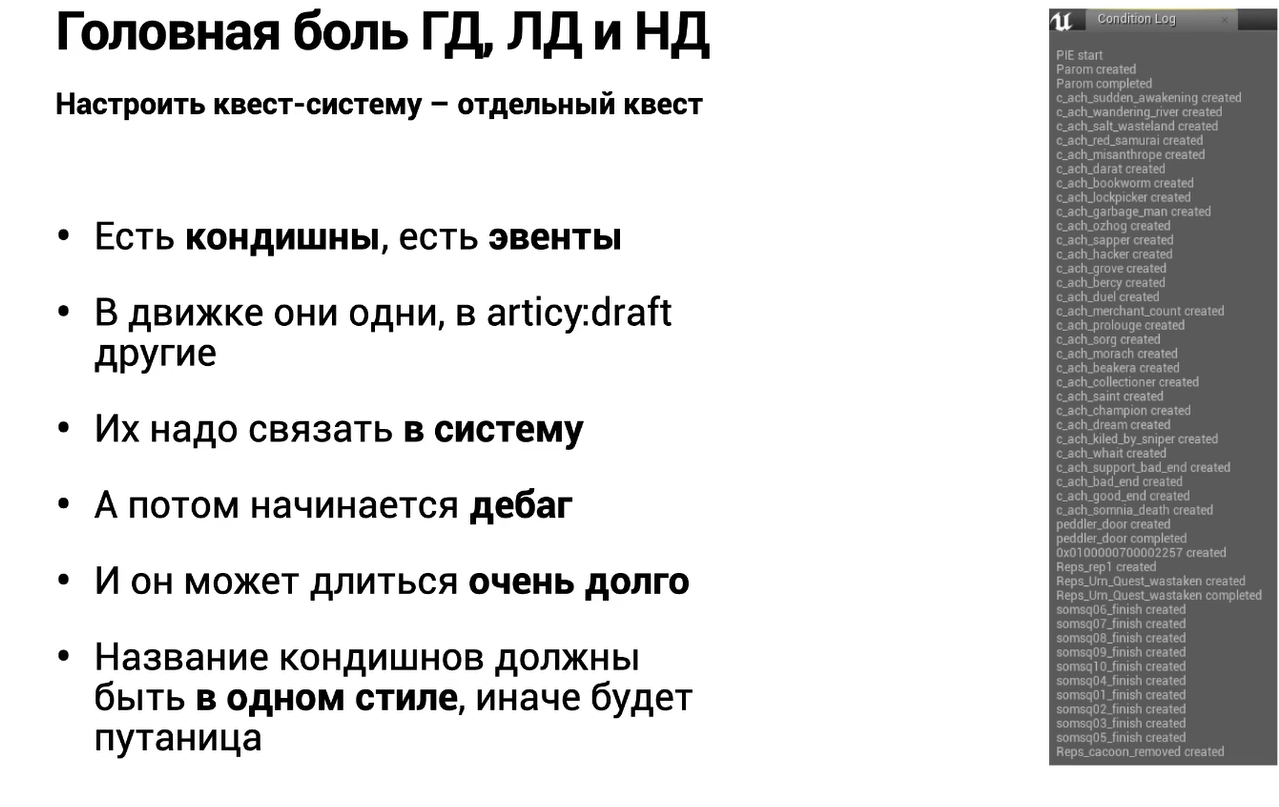 Головная боль ГД, ЛД и НД
Настроить квест-систему – отдельный квест
• Есть кондишны, есть эвенты
• В движке они одни, в articy:draft
другие
• Их надо связать в систему
• А потом начинается дебаг
• И он может длиться очень долго
• Название кондишнов должны
быть в одном стиле, иначе будет
путаница
Condition Log
PIE start
Parom created
Parom completed
c_ach_sudden_awakening created
c_ach_wandering_river created
c_ach_salt_wasteland created
c_ach_red_samurai created
c_ach_misanthrope created
c_ach_darat created
c_ach_bookworm created
c_ach_lockpicker created
c_ach_garbage_man created
c_ach_ozhog created
c_ach_sapper created
c_ach_hacker created
c_ach_grove created
c_ach_bercy created
c_ach_duel created
c_ach_merchant_count created
c_ach_prolouge created
c_ach_sorg created
c_ach_morach created
c_ach_beakera created
c_ach_collectioner created
c_ach_saint created
c_ach_champion created
c_ach_dream created
c_ach_kiled_by_sniper created
c_ach_whait created
c_ach_support_bad_end created
c_ach_bad_end created
c_ach_good_end created
c_ach_somnia_death created
peddler_door created
peddler_door completed
0x0100000700002257 created
Reps_rep1 created
Reps_Urn_Quest_wastaken created
Reps_Urn_Quest_wastaken completed
somsq06_finish created
somsq07_finish created
somsq08_finish created
somsq09_finish created
somsq10_finish created
somsq04_finish created
somsq01_finish created
somsq02_finish created
somsq03_finish created
somsq05_finish created
Reps_cacoon_removed created